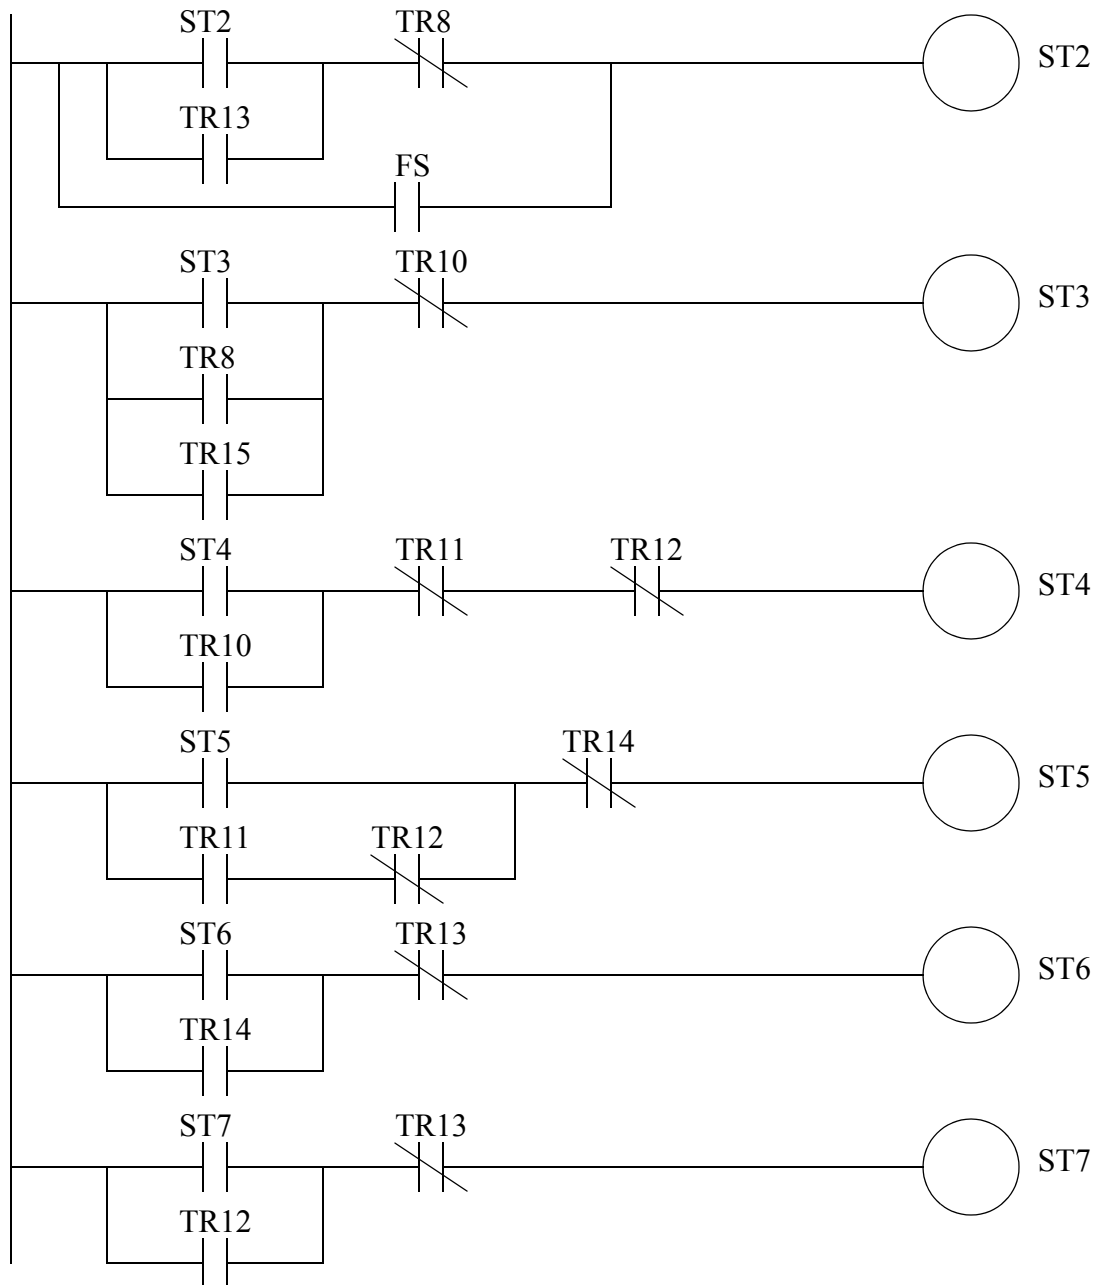 ST2 TR8 ST2
TR13
FS
ST3 TR10 ST3
TR8
TR15
ST4 TR11 TR12 ST4
TR10
ST5 TR14 ST5
TR11 TR12
ST6 TR13 ST6
TR14
ST7 TR13 ST7
TR12